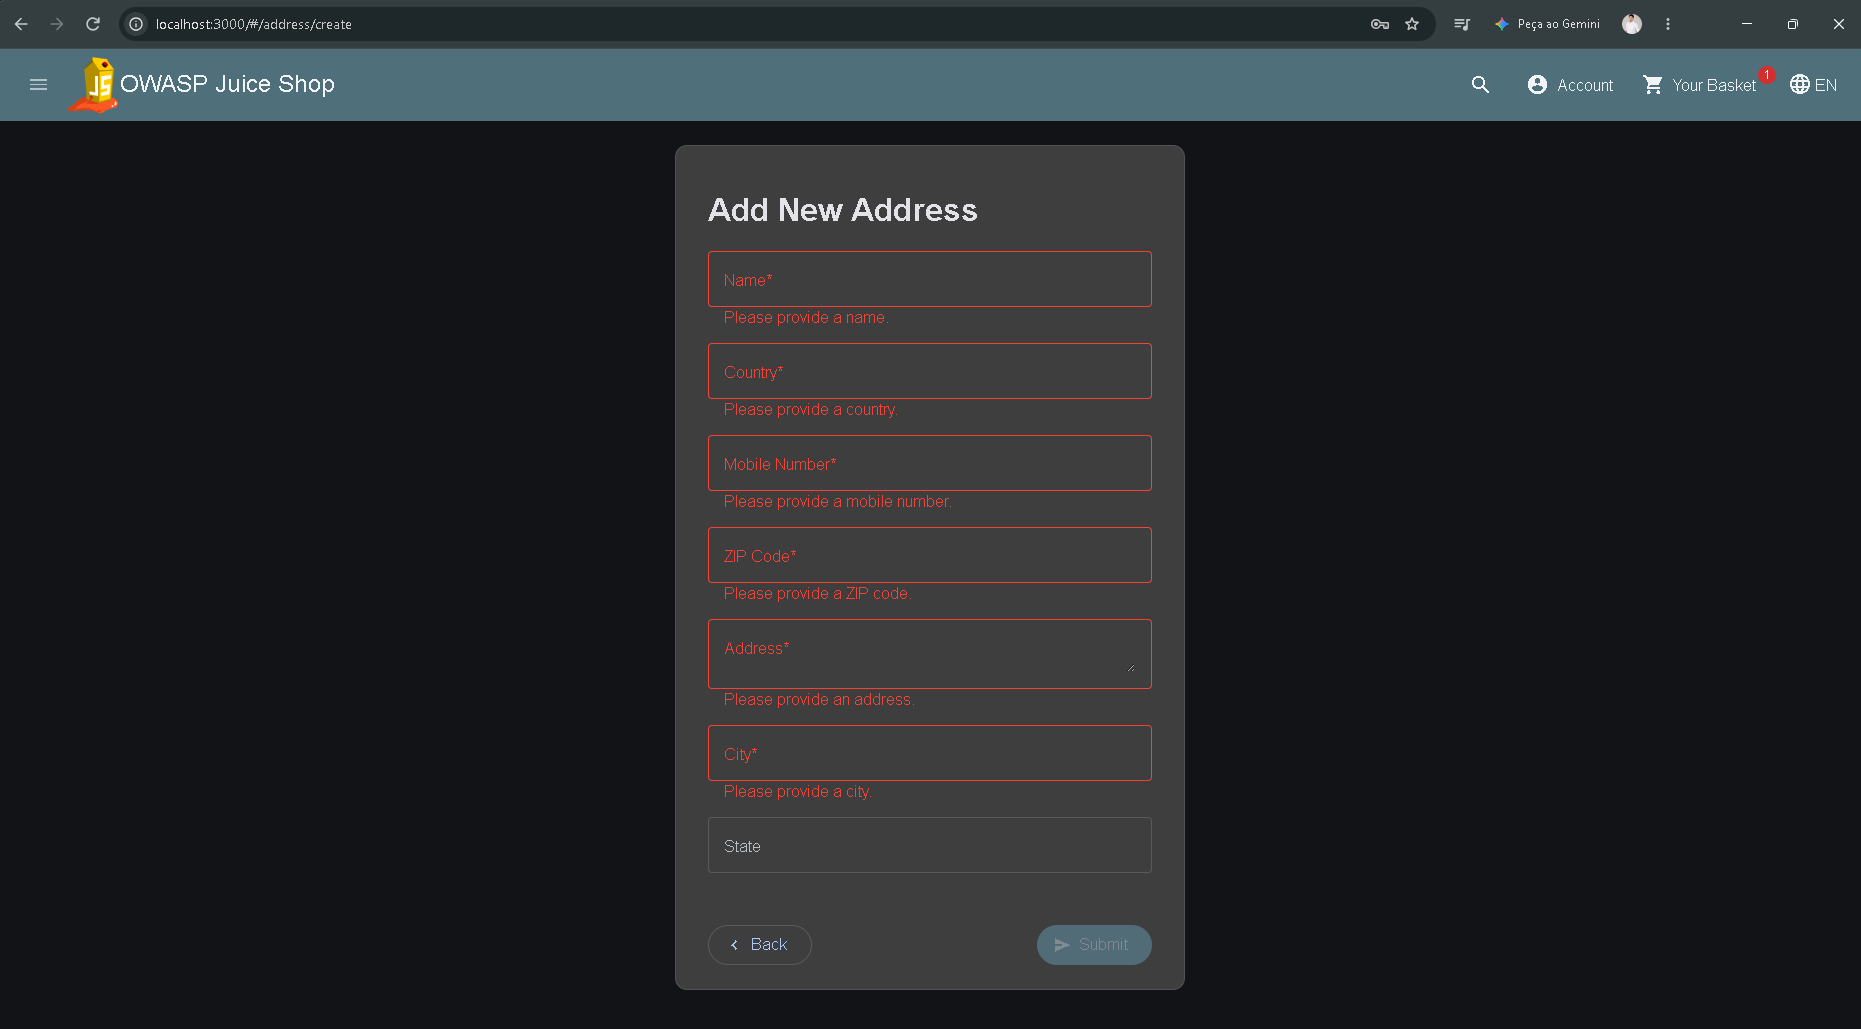 localhost:3000/#/address/create
Peça ao Gemini
JS
OWASP Juice Shop
Account
Your Basket
1
EN
Add New Address
Name*
Please provide a name.
Country*
Please provide a country.
Mobile Number*
Please provide a mobile number.
ZIP Code*
Please provide a ZIP code.
Address*
Please provide an address.
City*
Please provide a city.
State
Back
Submit